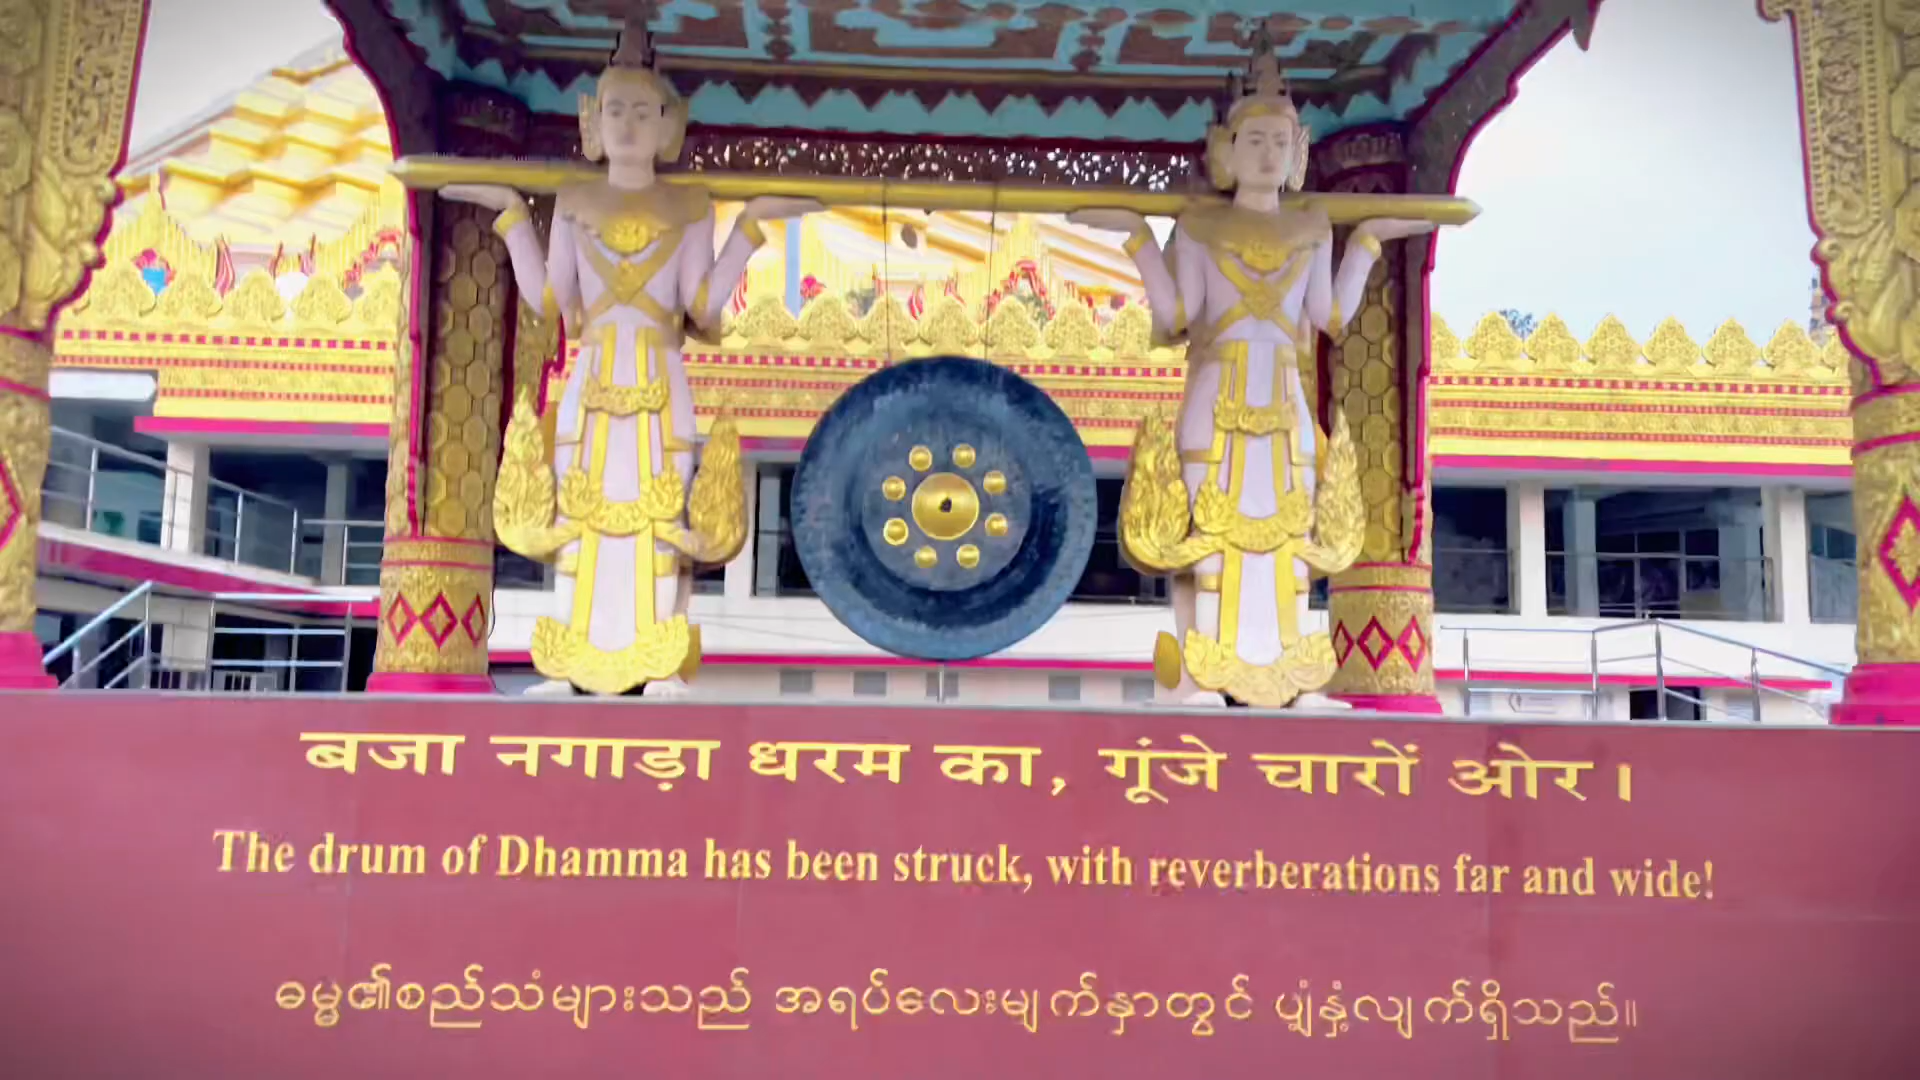 बजा नगाड़ा धरम का, गूंजे चारों ओर।
The drum of Dhamma has been struck, with reverberations far and wide!
ဓမ္မ၏စည်သံများသည် အရပ်လေးမျက်နှာတွင် ပျံ့နှံ့လျက်ရှိသည်။